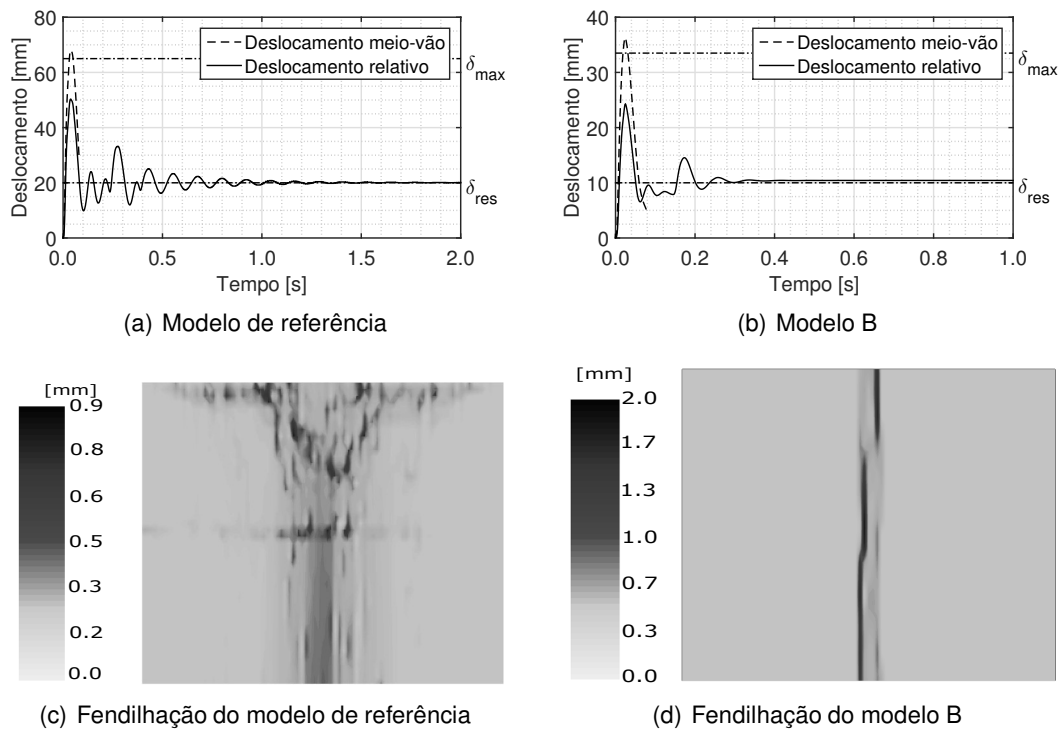 Deslocamento [mm]
80
60
40
20
0
Deslocamento meio-vão
Deslocamento relativo
δmax
δres
0.0 0.5 1.0 1.5 2.0
Tempo [s]
(a) Modelo de referência
Deslocamento [mm]
40
30
20
10
0
Deslocamento meio-vão
Deslocamento relativo
δmax
δres
0.0 0.2 0.4 0.6 0.8 1.0
Tempo [s]
(b) Modelo B
[mm]
0.9
0.8
0.6
0.5
0.3
0.2
0.0
(c) Fendilhação do modelo de referência
[mm]
2.0
1.7
1.3
1.0
0.7
0.3
0.0
(d) Fendilhação do modelo B